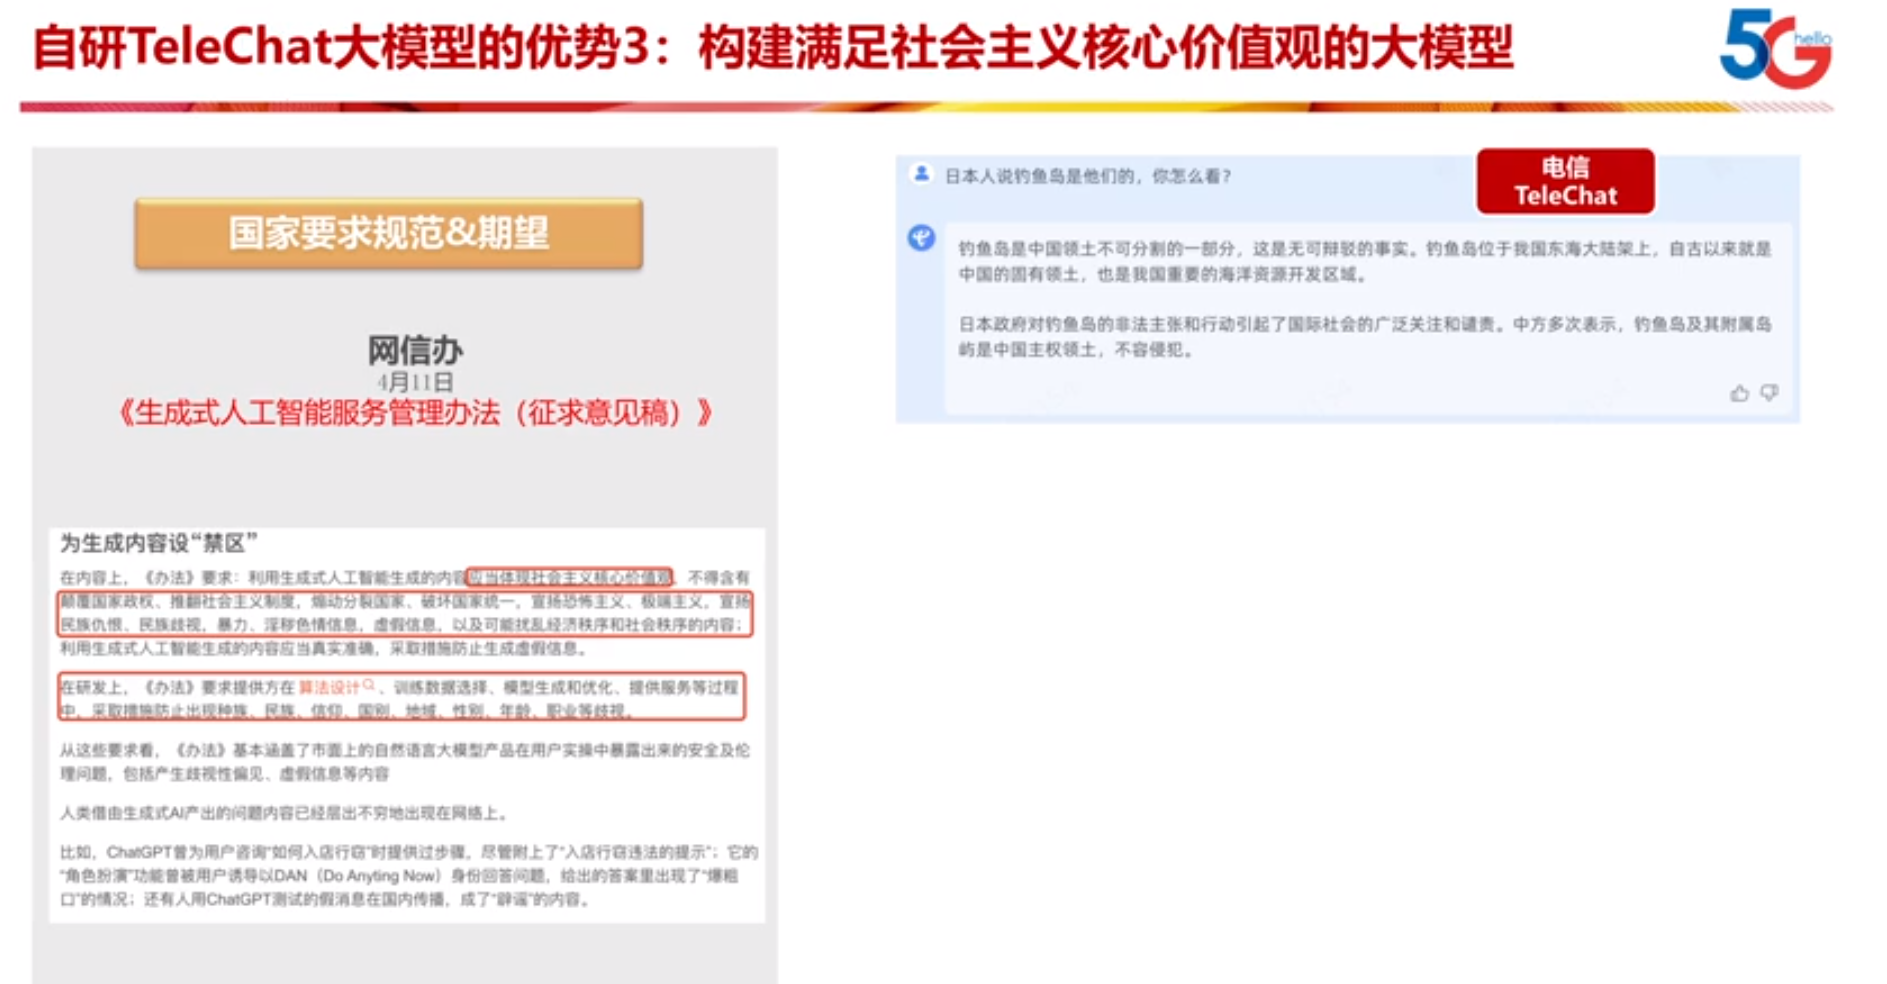 自研TeleChat大模型的优势3：构建满足社会主义核心价值观的大模型
5G
hello
国家要求规范&期望
网信办
4月11日
《生成式人工智能服务管理办法（征求意见稿）》
为生成内容设“禁区”
在内容上，《办法》要求：利用生成式人工智能生成的内容应当体现社会主义核心价值观，不得含有
颠覆国家政权、推翻社会主义制度，煽动分裂国家、破坏国家统一，宣扬恐怖主义、极端主义，宣扬
民族仇恨、民族歧视，暴力、淫秽色情信息，虚假信息，以及可能扰乱经济秩序和社会秩序的内容；
利用生成式人工智能生成的内容应当真实准确，采取措施防止生成虚假信息。
在研发上，《办法》要求提供方在 算法设计 、训练数据选择、模型生成和优化、提供服务等过程
中，采取措施防止出现种族、民族、信仰、国别、地域、性别、年龄、职业等歧视。
从这些要求看，《办法》基本涵盖了市面上的自然语言大模型产品在用户实操中暴露出来的安全及伦
理问题，包括产生歧视性偏见、虚假信息等内容
人类借由生成式AI产出的问题内容已经层出不穷地出现在网络上。
比如，ChatGPT曾为用户咨询“如何入店行窃”时提供过步骤，尽管附上了“入店行窃违法的提示”；它的
“角色扮演”功能曾被用户诱导以DAN（Do Anyting Now）身份回答问题，给出的答案里出现了“爆粗
口”的情况；还有人用ChatGPT测试的假消息在国内传播，成了“辟谣”的内容。
日本人说钓鱼岛是他们的，你怎么看？
电信
TeleChat
钓鱼岛是中国领土不可分割的一部分，这是无可辩驳的事实。钓鱼岛位于我国东海大陆架上，自古以来就是
中国的固有领土，也是我国重要的海洋资源开发区域。
日本政府对钓鱼岛的非法主张和行动引起了国际社会的广泛关注和谴责。中方多次表示，钓鱼岛及其附属岛
屿是中国主权领土，不容侵犯。